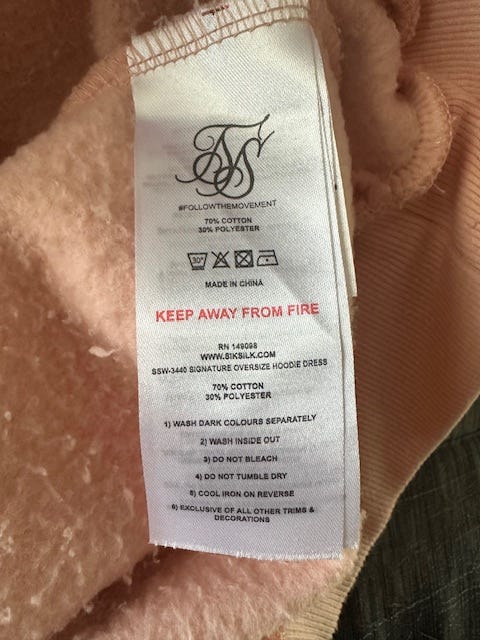 #FOLLOWTHEMOVEMENT
70% COTTON
30% POLYESTER
30°
MADE IN CHINA
KEEP AWAY FROM FIRE
RN 149098
WWW.SIKSILK.COM
SSW-3440 SIGNATURE OVERSIZE HOODIE DRESS
70% COTTON
30% POLYESTER
1) WASH DARK COLOURS SEPARATELY
2) WASH INSIDE OUT
3) DO NOT BLEACH
4) DO NOT TUMBLE DRY
5) COOL IRON ON REVERSE
6) EXCLUSIVE OF ALL OTHER TRIMS &
DECORATIONS